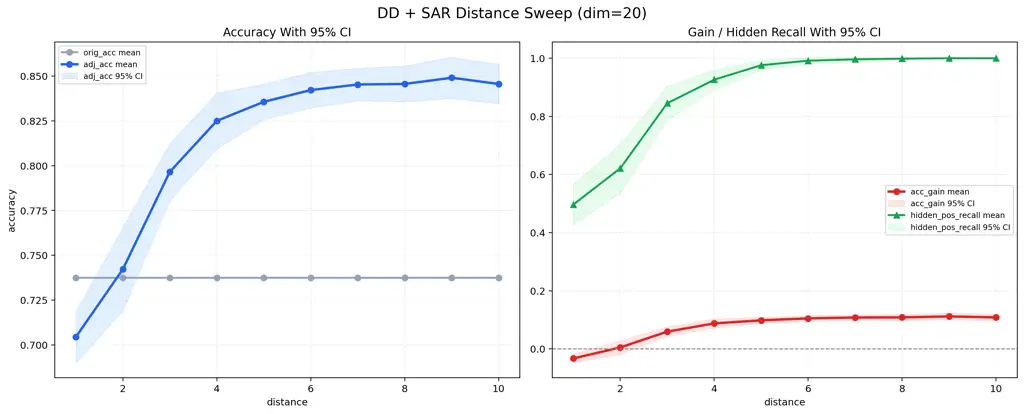 DD + SAR Distance Sweep (dim=20)
Accuracy With 95% CI
orig_acc mean
adj_acc mean
adj_acc 95% CI
accuracy
0.850
0.825
0.800
0.775
0.750
0.725
0.700
2
4
6
8
10
distance
Gain / Hidden Recall With 95% CI
1.0
0.8
0.6
0.4
0.2
0.0
acc_gain mean
acc_gain 95% CI
hidden_pos_recall mean
hidden_pos_recall 95% CI
2
4
6
8
10
distance